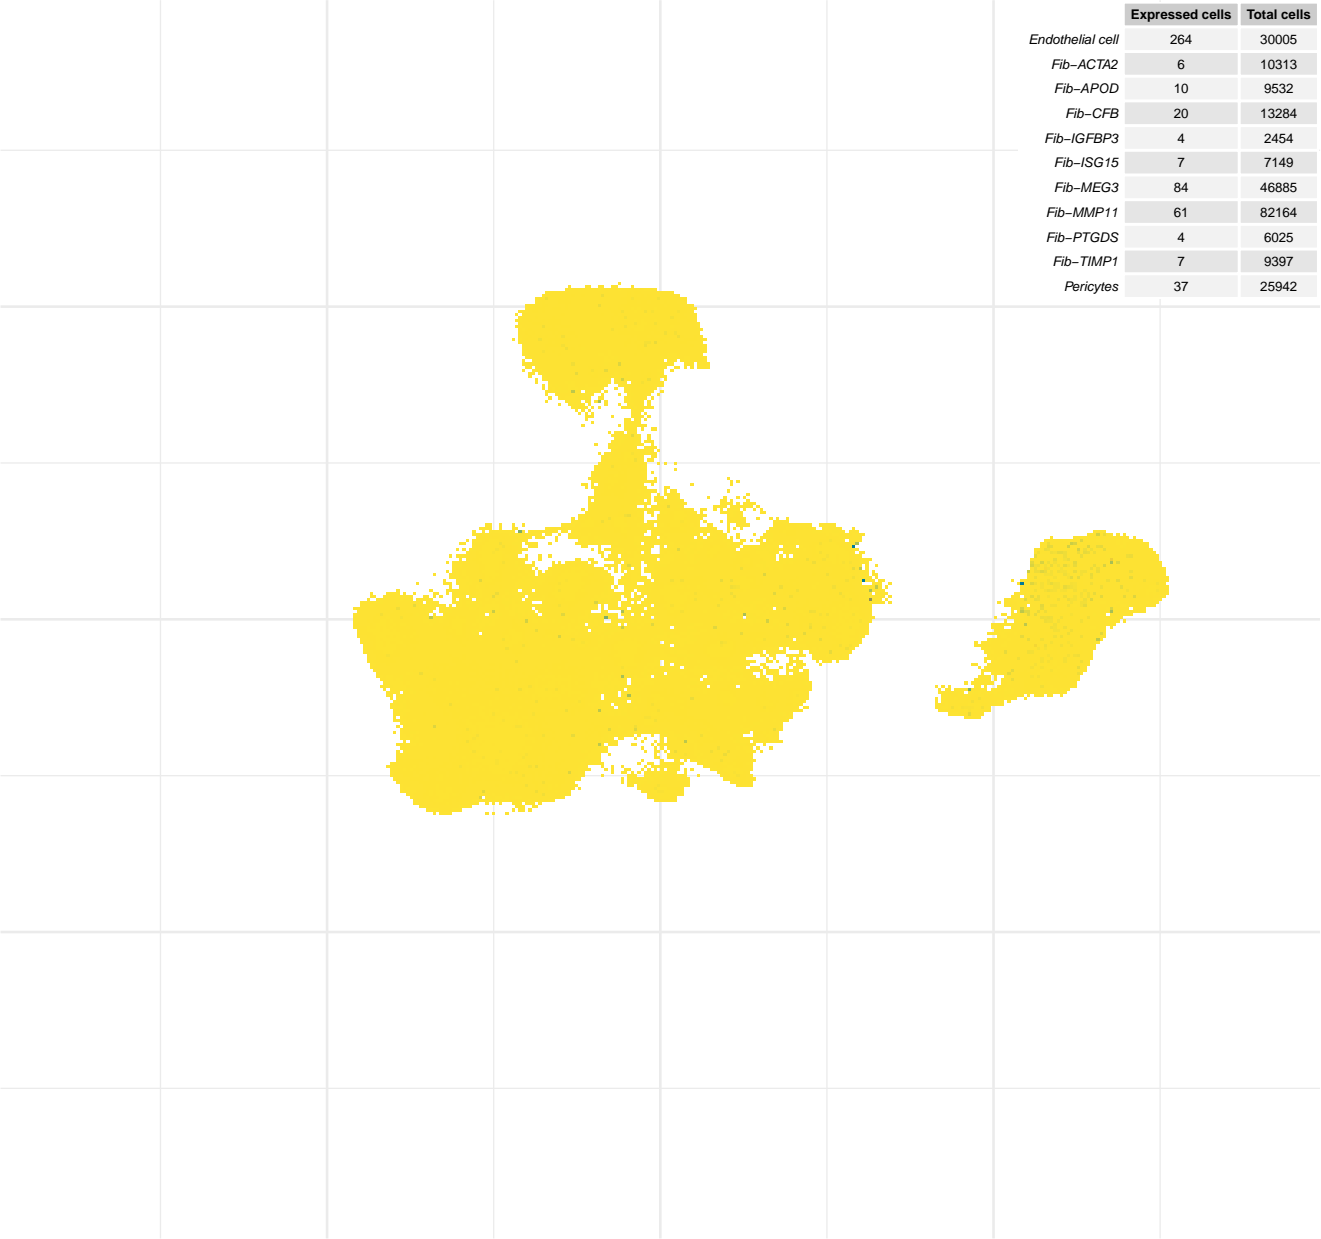 Expressed cells Total cells
Endothelial cell 264 30005
Fib−ACTA2 6 10313
Fib−APOD 10 9532
Fib−CFB 20 13284
Fib−IGFBP3 4 2454
Fib−ISG15 7 7149
Fib−MEG3 84 46885
Fib−MMP11 61 82164
Fib−PTGDS 4 6025
Fib−TIMP1 7 9397
Pericytes 37 25942